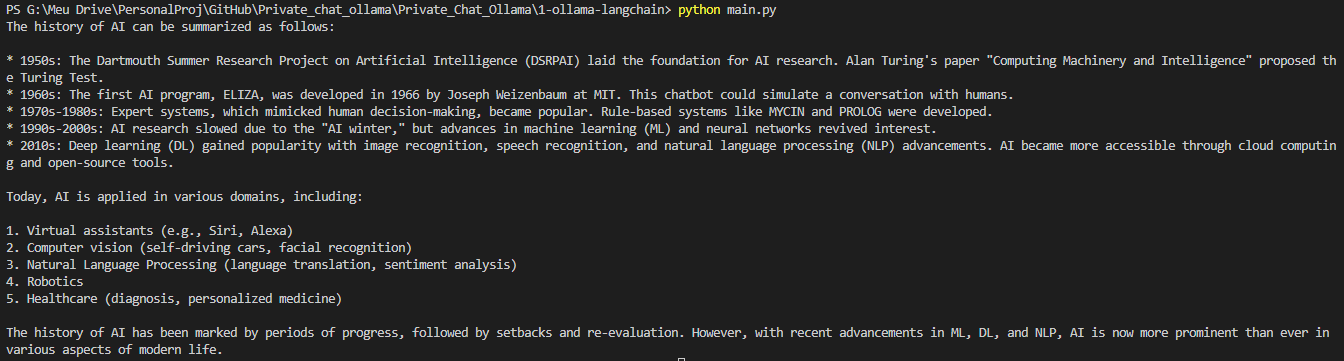 PS G:\Meu Drive\PersonalProj\GitHub\Private_chat_ollama\Private_Chat_Ollama\1-ollama-langchain> python main.py
The history of AI can be summarized as follows:
* 1950s: The Dartmouth Summer Research Project on Artificial Intelligence (DSRPAI) laid the foundation for AI research. Alan Turing's paper "Computing Machinery and Intelligence" proposed th
e Turing Test.
* 1960s: The first AI program, ELIZA, was developed in 1966 by Joseph Weizenbaum at MIT. This chatbot could simulate a conversation with humans.
* 1970s-1980s: Expert systems, which mimicked human decision-making, became popular. Rule-based systems like MYCIN and PROLOG were developed.
* 1990s-2000s: AI research slowed due to the "AI winter," but advances in machine learning (ML) and neural networks revived interest.
* 2010s: Deep learning (DL) gained popularity with image recognition, speech recognition, and natural language processing (NLP) advancements. AI became more accessible through cloud computin
g and open-source tools.
Today, AI is applied in various domains, including:
1. Virtual assistants (e.g., Siri, Alexa)
2. Computer vision (self-driving cars, facial recognition)
3. Natural Language Processing (language translation, sentiment analysis)
4. Robotics
5. Healthcare (diagnosis, personalized medicine)
The history of AI has been marked by periods of progress, followed by setbacks and re-evaluation. However, with recent advancements in ML, DL, and NLP, AI is now more prominent than ever in
various aspects of modern life.